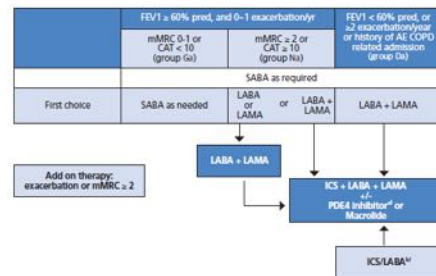 FEV1 ≥ 60% pred, and 0–1 exacerbation/yr
FEV1 < 60% pred, or
≥2 exacerbation/year
or history of AE COPD
related admission
(group Da)
mMRC 0-1 or
CAT < 10
(group Ga)
mMRC ≥ 2 or
CAT ≥ 10
(group Na)
SABA as required
First choice
SABA as needed
LABA
or
LAMA
or
LABA +
LAMA
LABA + LAMA
LABA + LAMA
Add on therapy:
exacerbation or mMRC ≥ 2
ICS + LABA + LAMA
+/-
PDE4 Inhibitor or
Macrolide
ICS/LABA